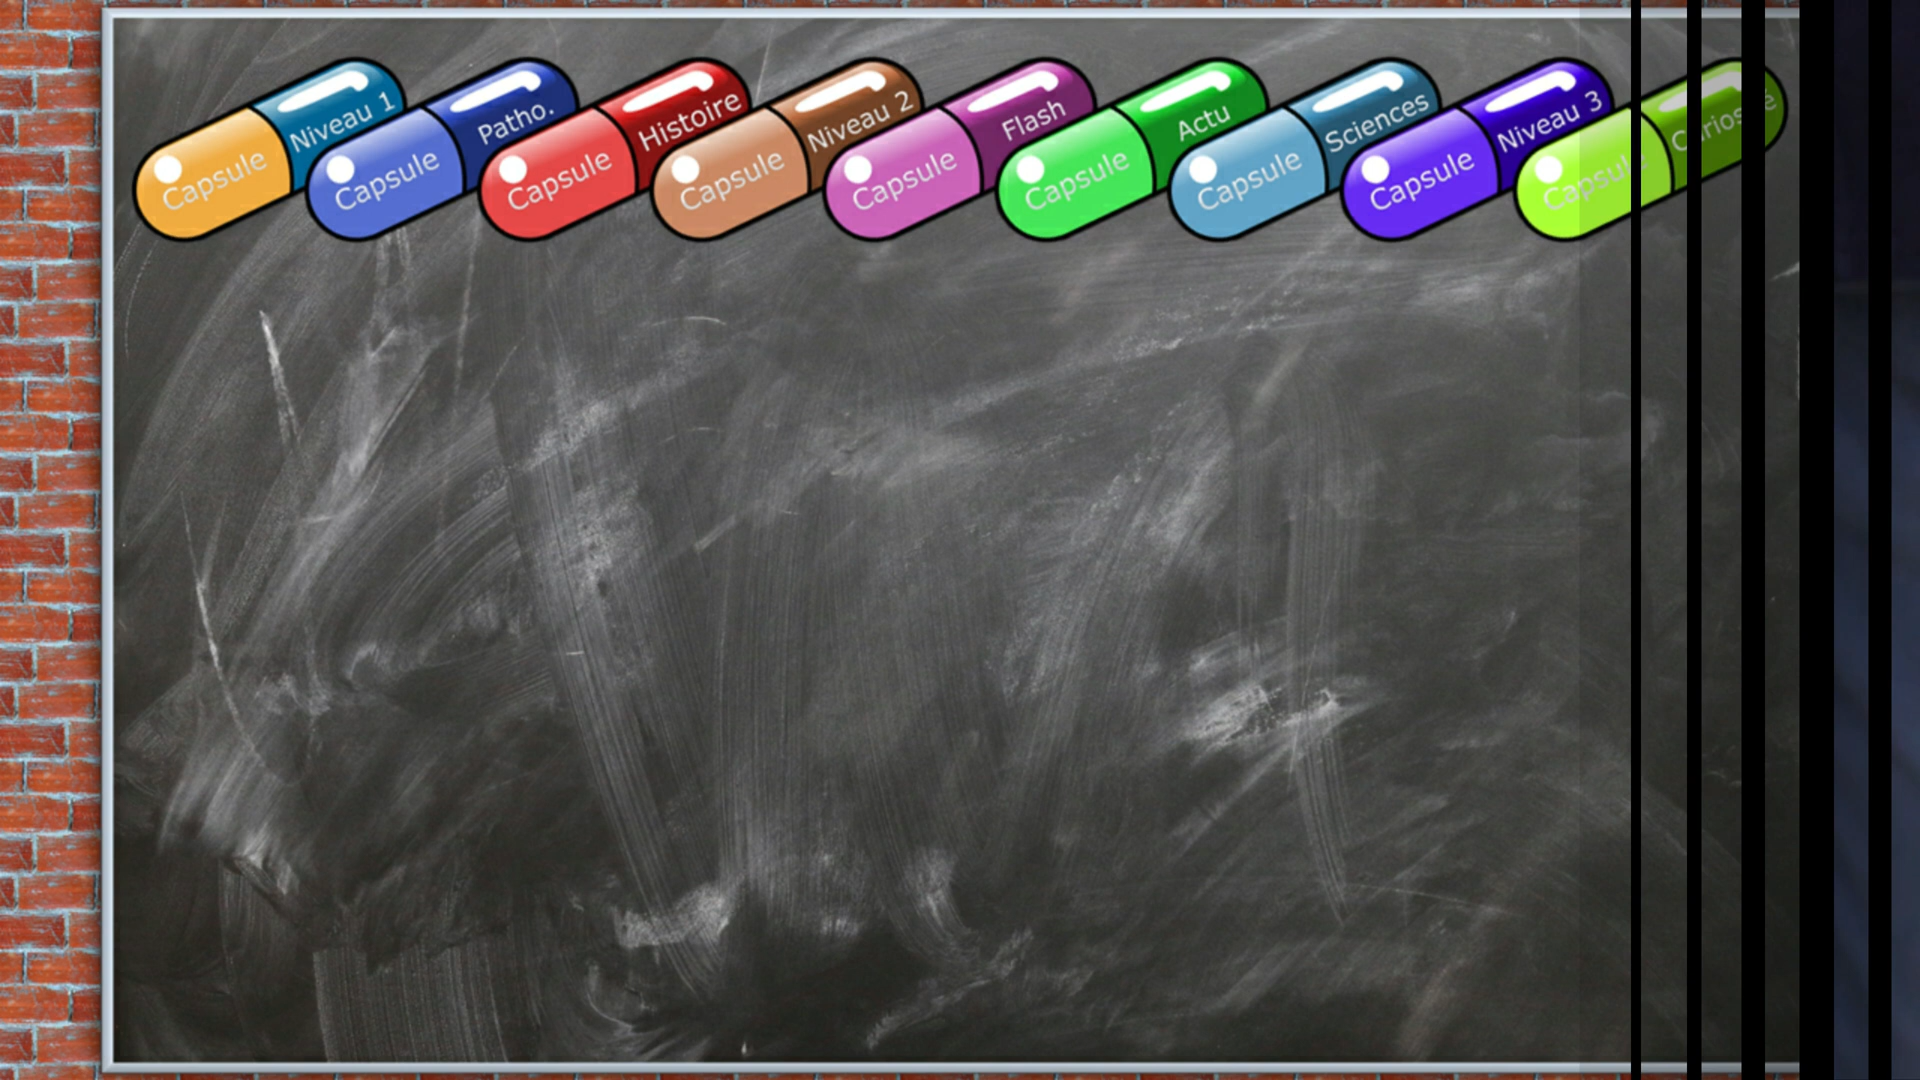 Capsule Niveau 1
Capsule Patho.
Capsule Histoire
Capsule Niveau 2
Capsule Flash
Capsule Actu
Capsule Sciences
Capsule Niveau 3
Capsule